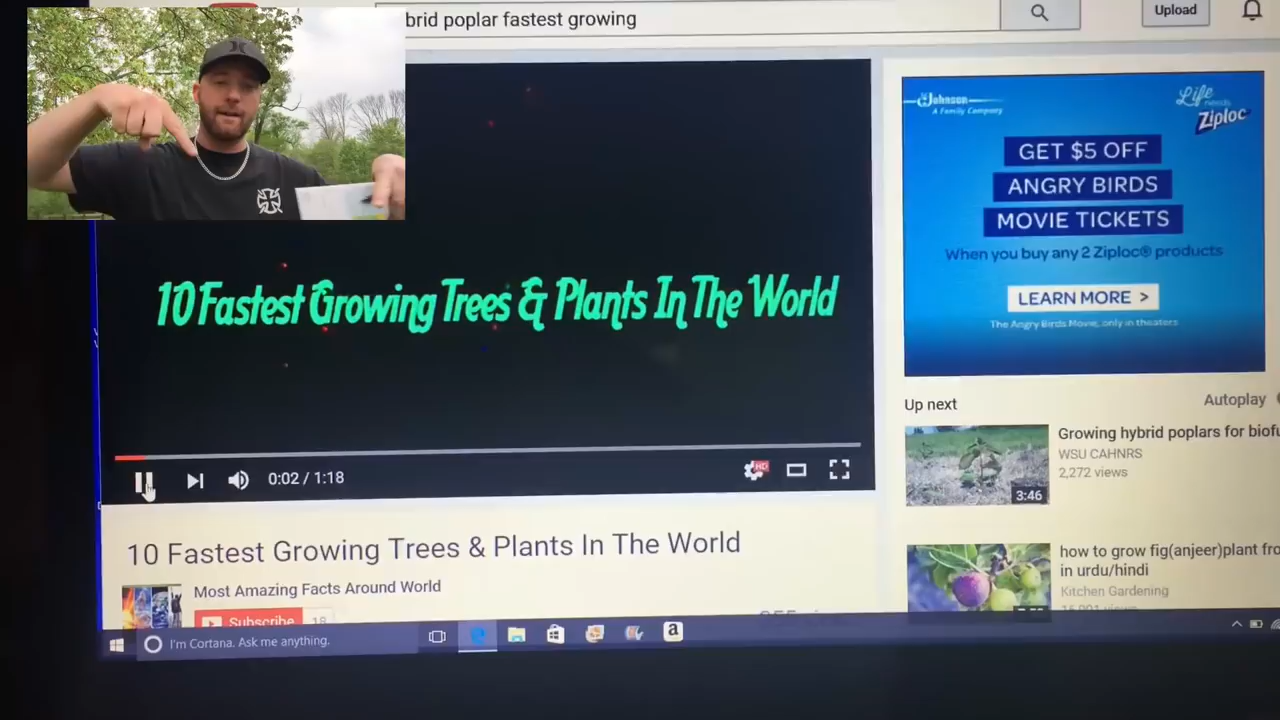 brid poplar fastest growing
Upload
Johnson
A Family Company
Life
needs
Ziploc
GET $5 OFF
ANGRY BIRDS
MOVIE TICKETS
When you buy any 2 Ziploc® products
LEARN MORE >
The Angry Birds Movie, only in theaters
10 Fastest Growing Trees & Plants In The World
HD
0:02 / 1:18
Up next
Autoplay
Growing hybrid poplars for biofu
WSU CAHNRS
2,272 views
3:46
how to grow fig(anjeer)plant fro
in urdu/hindi
Kitchen Gardening
10 Fastest Growing Trees & Plants In The World
Most Amazing Facts Around World
Subscribe 18
I'm Cortana. Ask me anything.
a